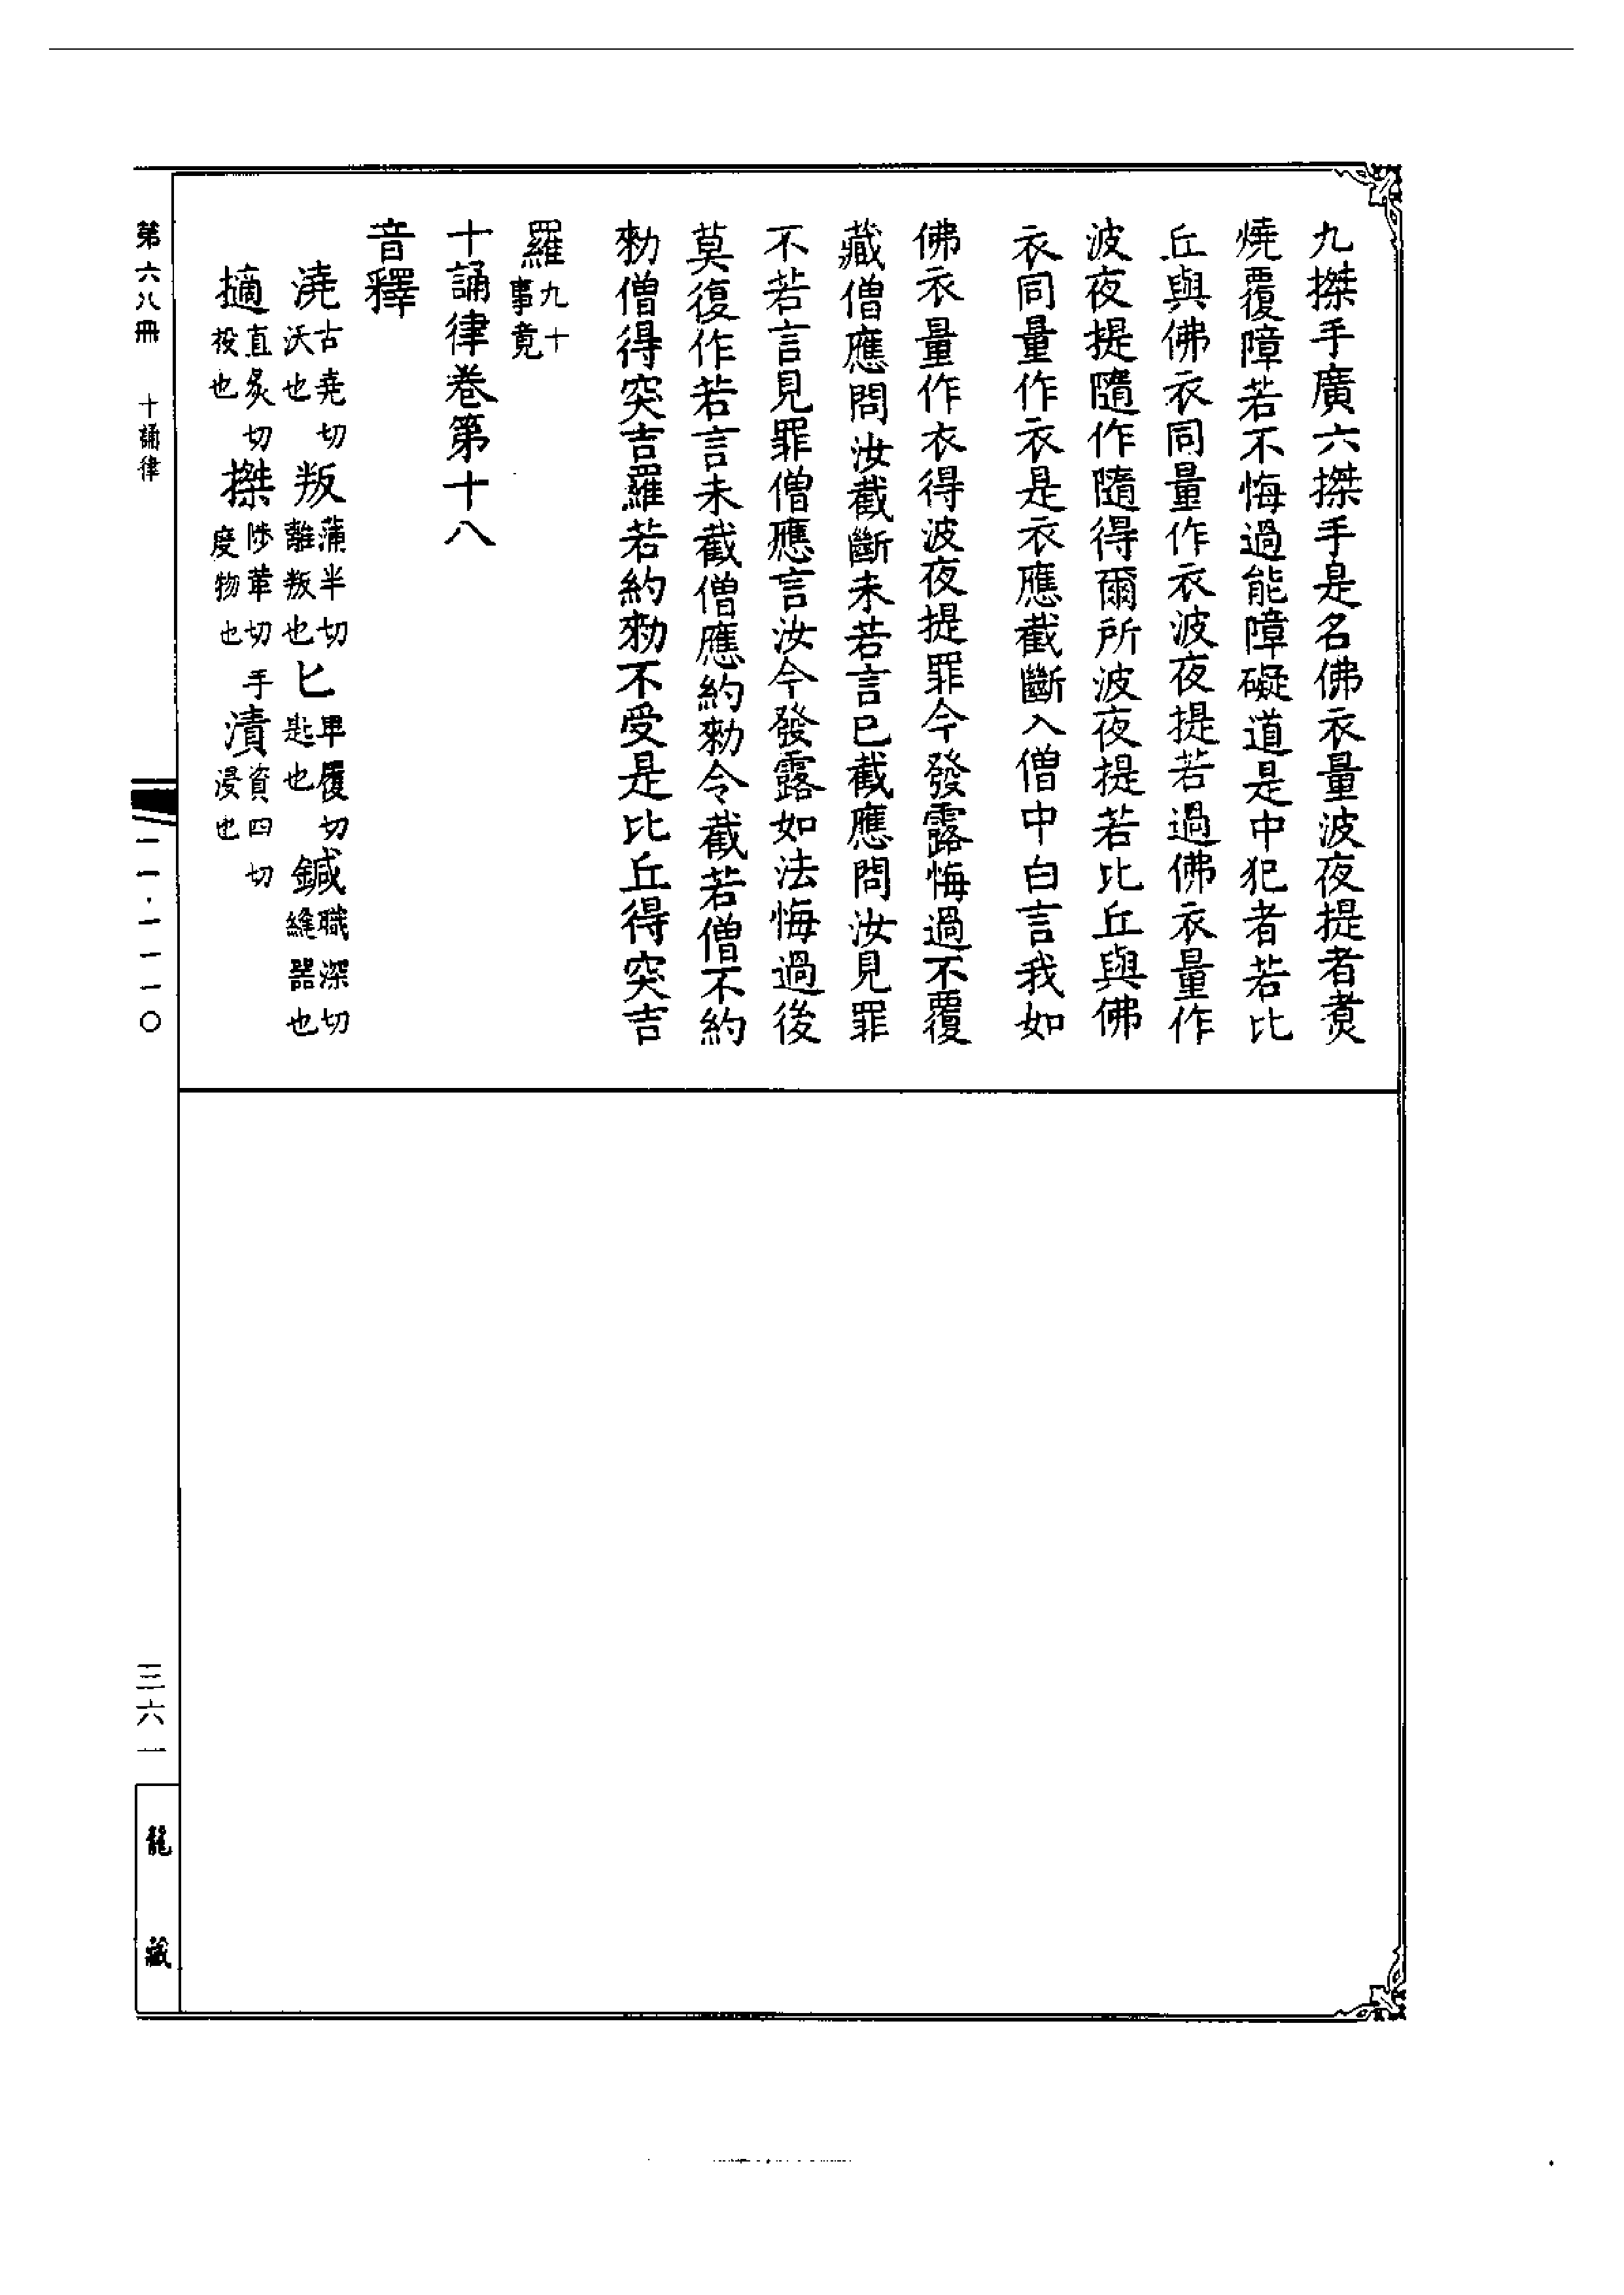 九搩手廣六搩手是名佛衣量波夜提者煑
燒覆障若不悔過能障礙道是中犯者若比
丘與佛衣同量作衣波夜提若過佛衣量作
波夜提隨作隨得爾所波夜提若比丘與佛
衣同量作衣是衣應截斷入僧中白言我如
佛衣量作衣得波夜提罪今發露悔過不覆
藏僧應問汝截斷未若言已截應問汝見罪
不若言見罪僧應言汝今發露如法悔過後
莫復作若言未截僧應約勑令截若僧不約
勑僧得突吉羅若約勑不受是比丘得突吉
羅九十事竟
十誦律卷第十八
音釋
澆古堯切沃也 叛蒲半切離叛也 匕卑履切匙也 鍼職深切縫器也
擿直炙切投也 搩陟革切手度物也 漬資四切浸也
第六八冊 十誦律 一一·一一一〇 三六一 龍藏